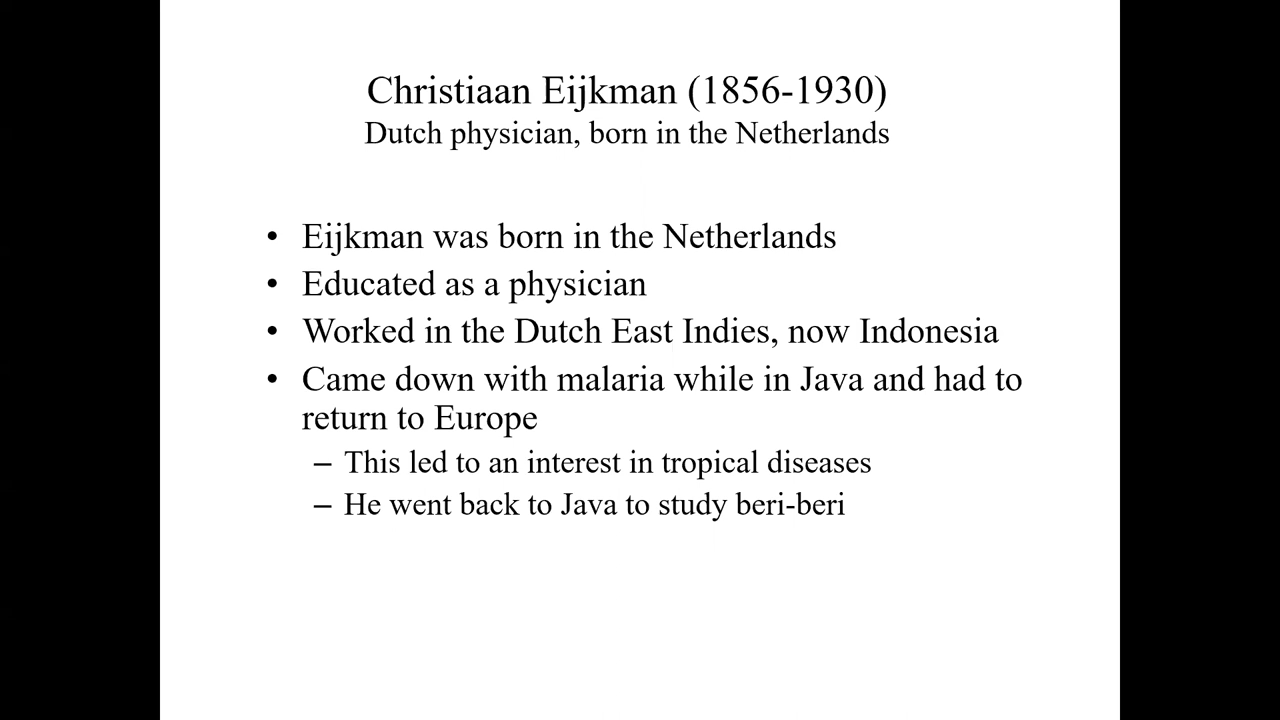 Christiaan Eijkman (1856-1930)
Dutch physician, born in the Netherlands
• Eijkman was born in the Netherlands
• Educated as a physician
• Worked in the Dutch East Indies, now Indonesia
• Came down with malaria while in Java and had to
return to Europe
– This led to an interest in tropical diseases
– He went back to Java to study beri-beri